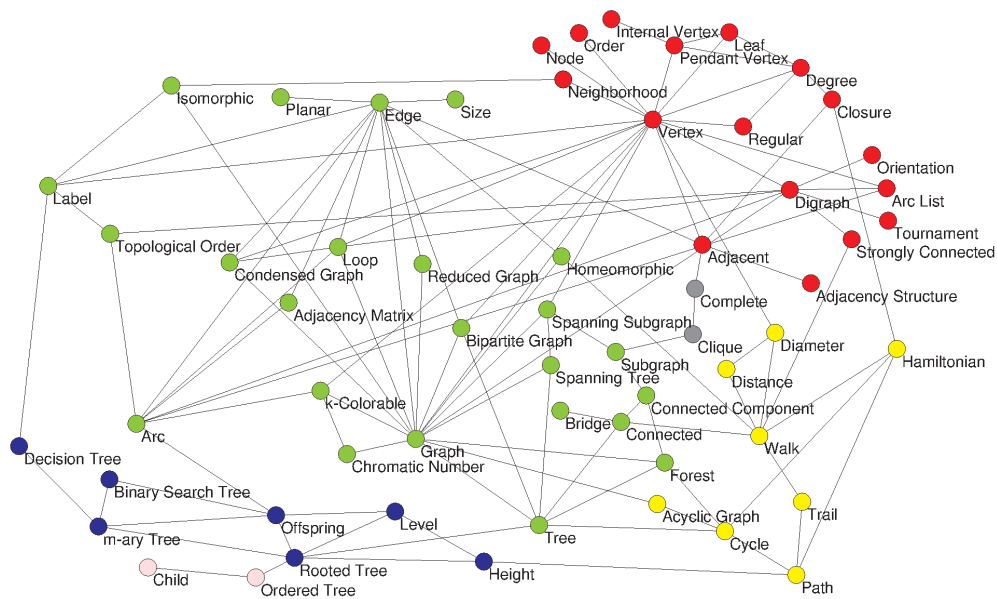 Internal Vertex
Leaf
Order
Node
Pendant Vertex
Degree
Neighborhood
Isomorphic
Planar
Edge
Size
Closure
Vertex
Regular
Orientation
Label
Digraph
Arc List
Tournament
Topological Order
Strongly Connected
Loop
Adjacent
Condensed Graph
Reduced Graph
Homeomorphic
Adjacency Structure
Complete
Adjacency Matrix
Spanning Subgraph
Bipartite Graph
Clique
Diameter
Subgraph
Hamiltonian
Spanning Tree
Distance
k-Colorable
Connected Component
Bridge
Connected
Arc
Graph
Walk
Decision Tree
Chromatic Number
Forest
Binary Search Tree
Acyclic Graph
Trail
Offspring
Level
m-ary Tree
Tree
Cycle
Rooted Tree
Height
Child
Ordered Tree
Path